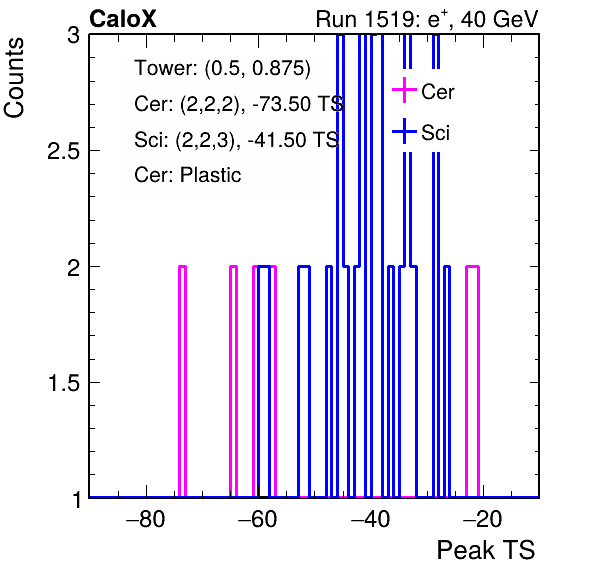 CaloX Run 1519: e⁺, 40 GeV
Counts
Tower: (0.5, 0.875)
Cer: (2,2,2), -73.50 TS
Sci: (2,2,3), -41.50 TS
Cer: Plastic
Cer
Sci
3
2.5
2
1.5
1
−80 −60 −40 −20
Peak TS